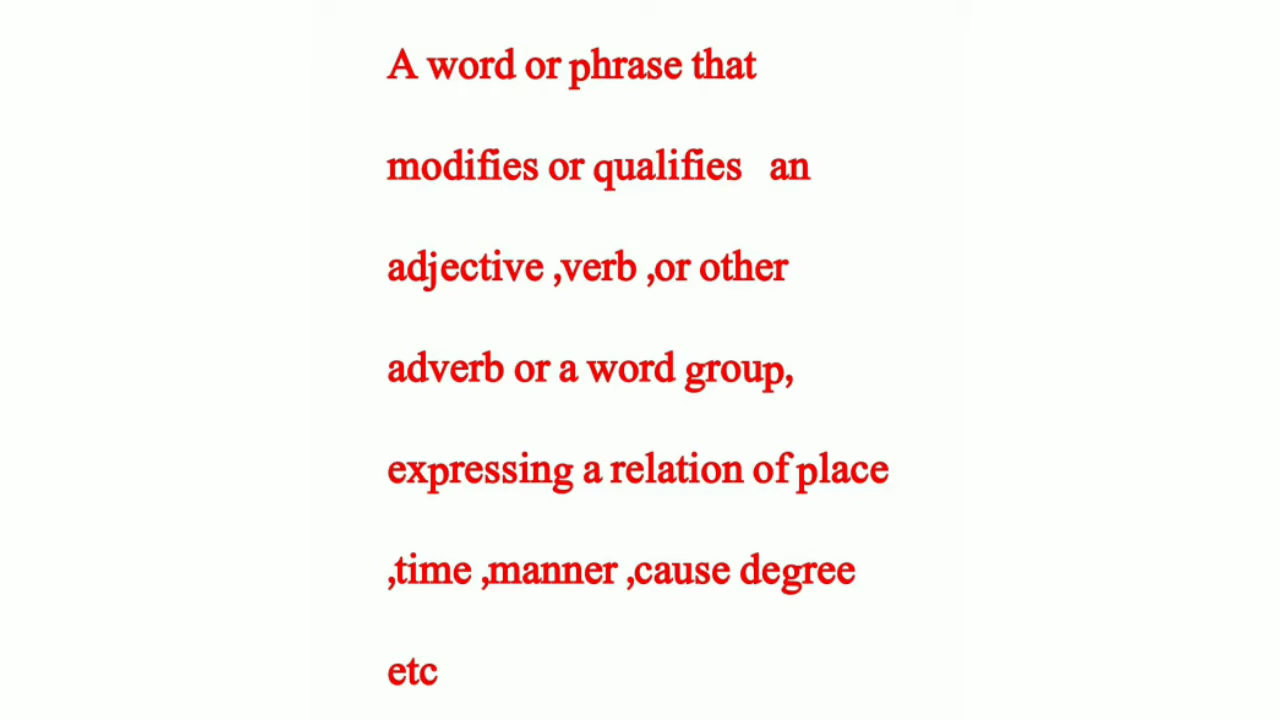 A word or phrase that
modifies or qualifies an
adjective ,verb ,or other
adverb or a word group,
expressing a relation of place
,time ,manner ,cause degree
etc